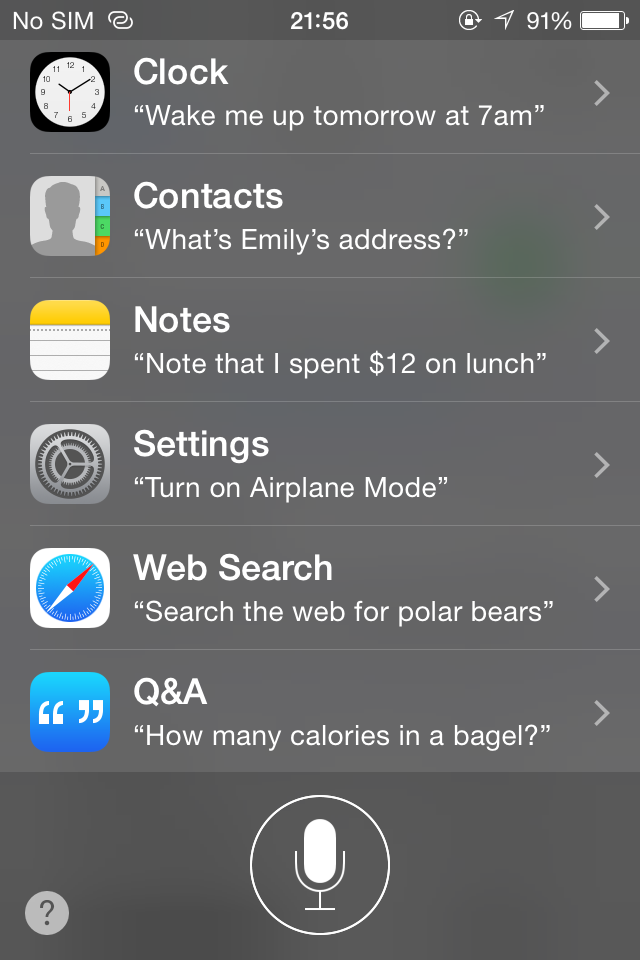 No SIM 21:56 91%
Clock
“Wake me up tomorrow at 7am”
Contacts
“What’s Emily’s address?”
Notes
“Note that I spent $12 on lunch”
Settings
“Turn on Airplane Mode”
Web Search
“Search the web for polar bears”
Q&A
“How many calories in a bagel?”
?